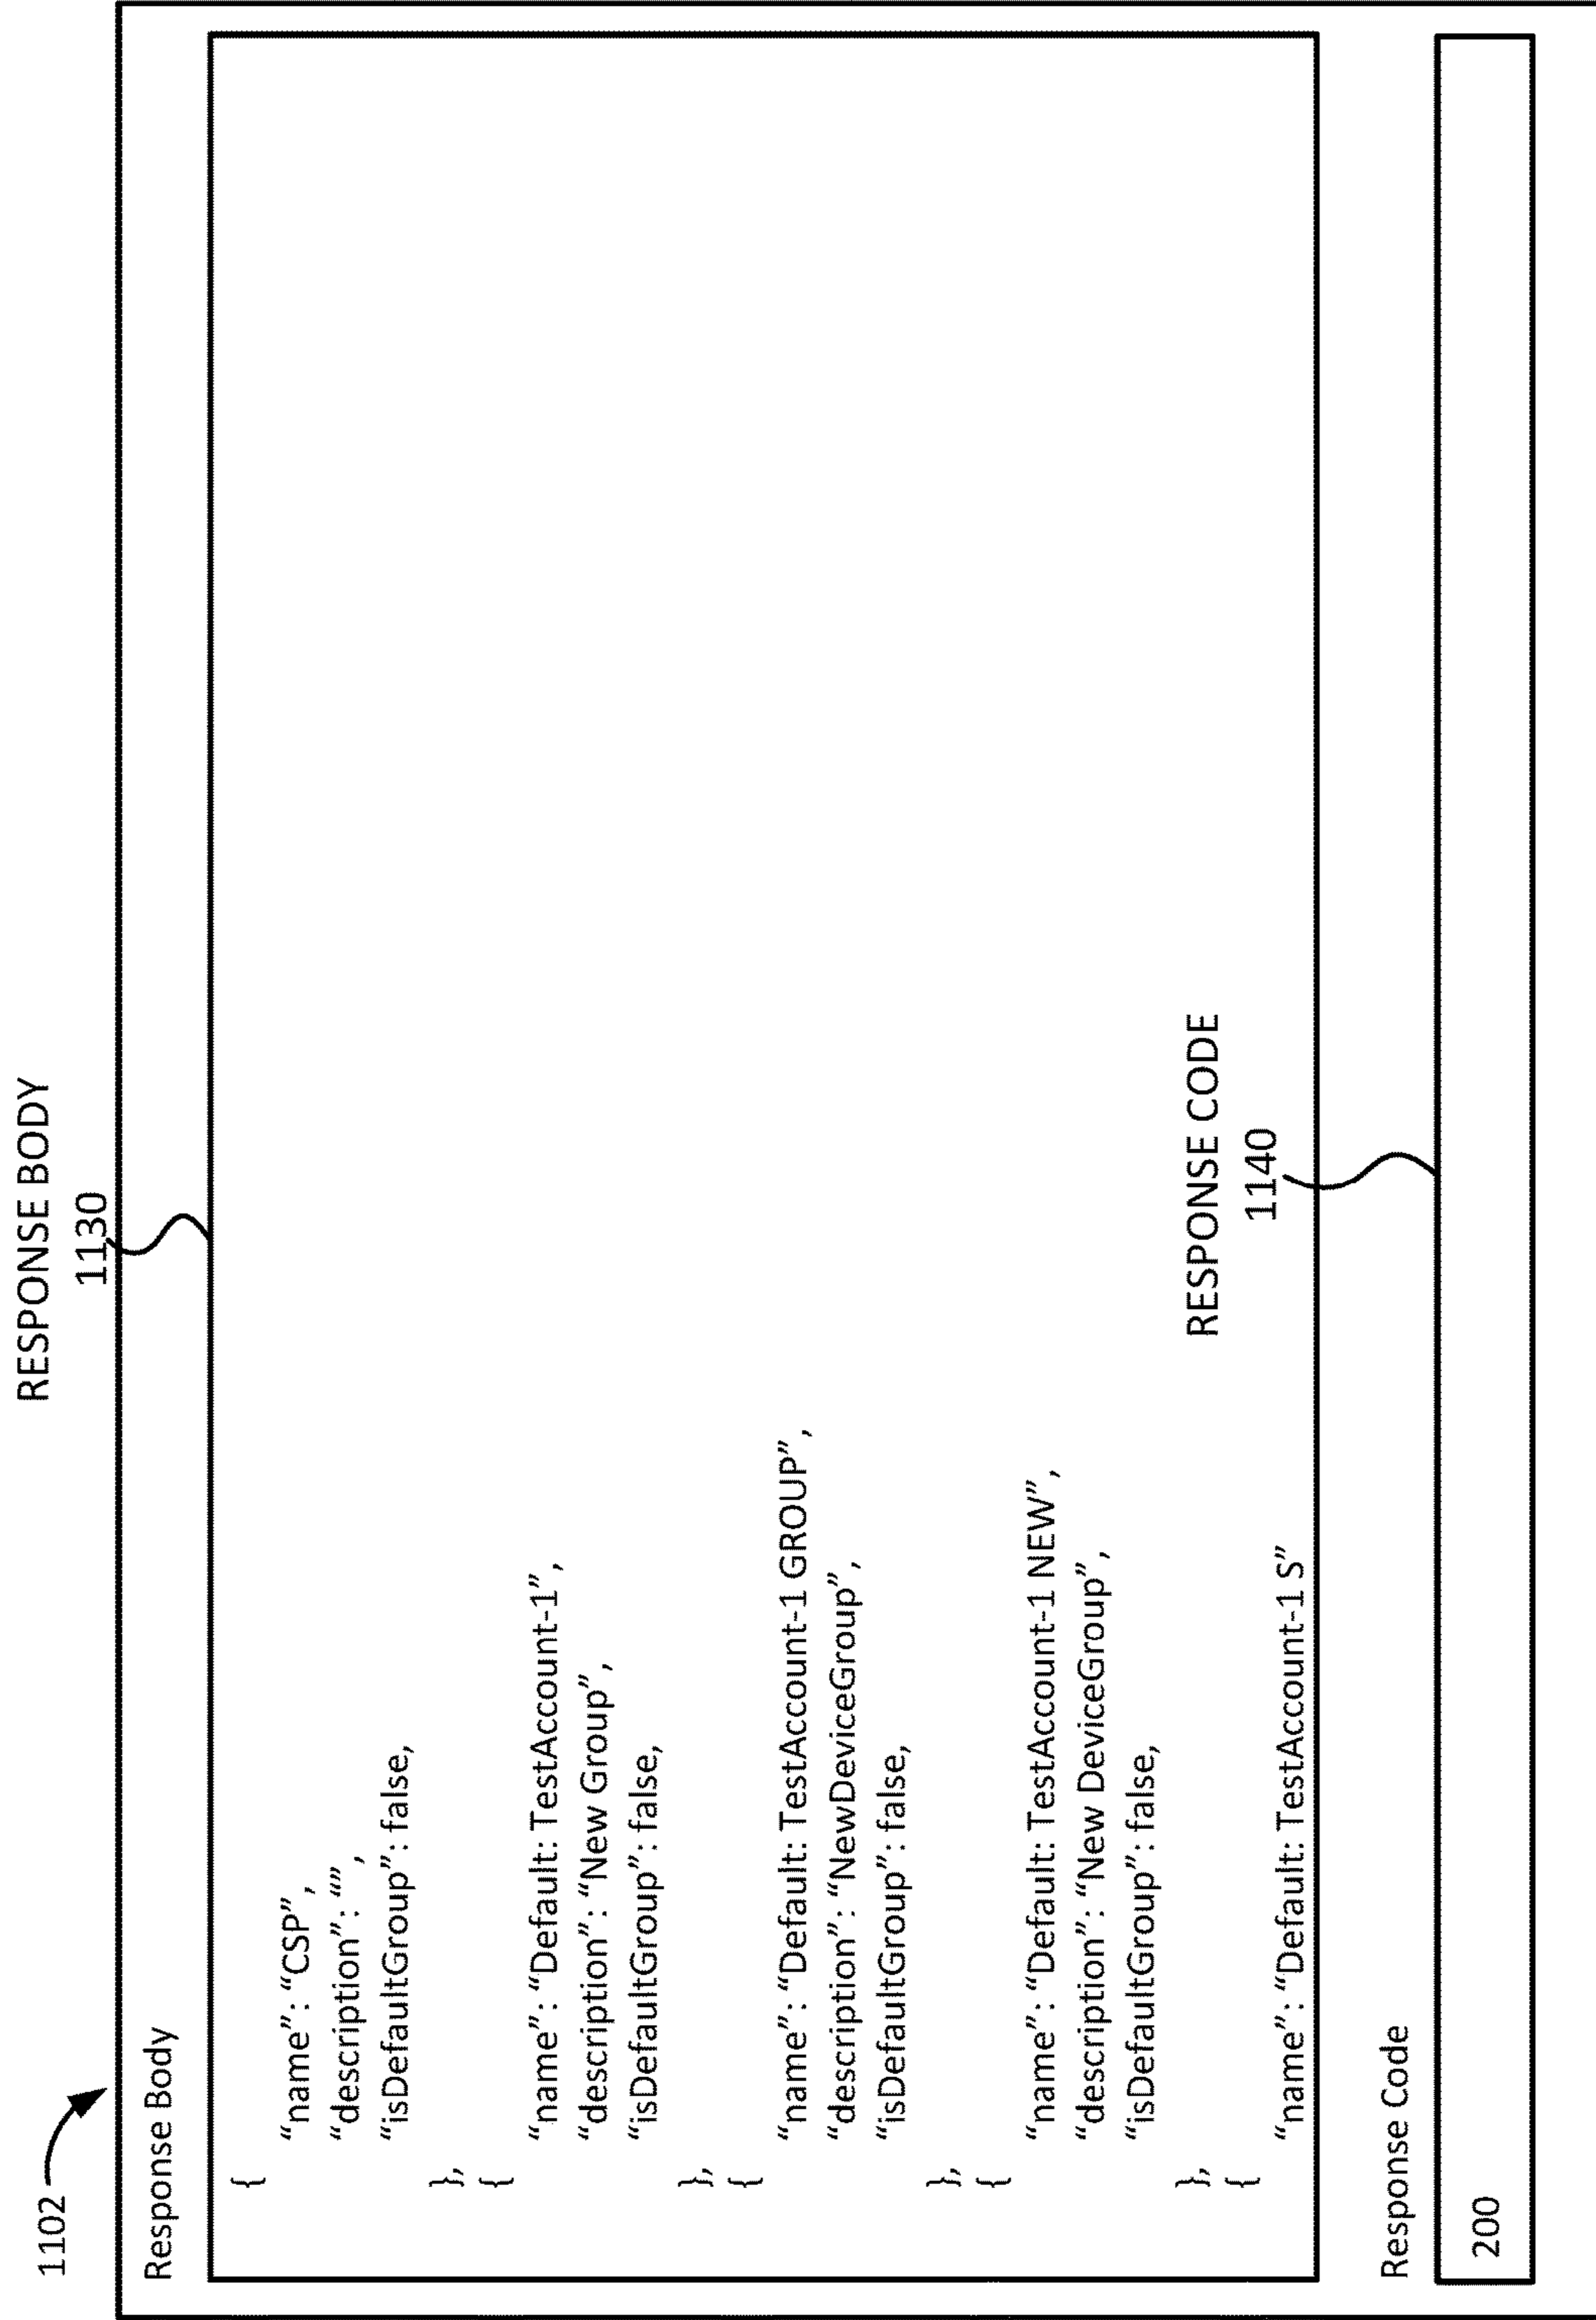 RESPONSE BODY
1130
1102
Response Body
{
“name”: “CSP”,
“description”: “”,
“isDefaultGroup”: false,
},
{
“name”: “Default: TestAccount-1”,
“description”: “New Group”,
“isDefaultGroup”: false,
},
{
“name”: “Default: TestAccount-1 GROUP”,
“description”: “NewDeviceGroup”,
“isDefaultGroup”: false,
},
{
“name”: “Default: TestAccount-1 NEW”,
“description”: “New DeviceGroup”,
“isDefaultGroup”: false,
},
{
“name”: “Default: TestAccount-1 S”
RESPONSE CODE
1140
Response Code
200